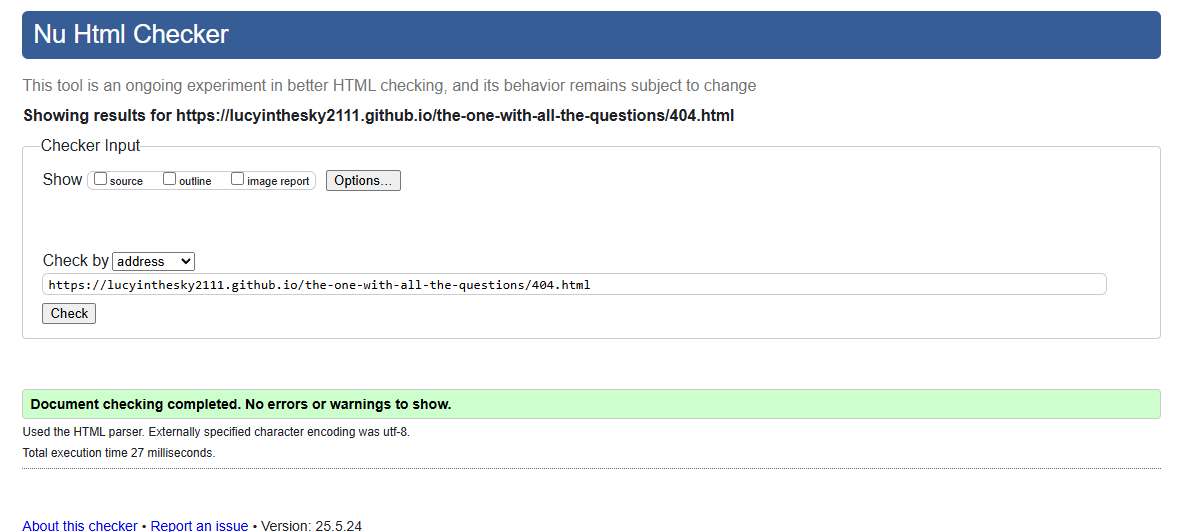 Nu Html Checker
This tool is an ongoing experiment in better HTML checking, and its behavior remains subject to change
Showing results for https://lucyinthesky2111.github.io/the-one-with-all-the-questions/404.html
Checker Input
Show source outline image report Options...
Check by address
https://lucyinthesky2111.github.io/the-one-with-all-the-questions/404.html
Check
Document checking completed. No errors or warnings to show.
Used the HTML parser. Externally specified character encoding was utf-8.
Total execution time 27 milliseconds.
About this checker • Report an issue • Version: 25.5.24